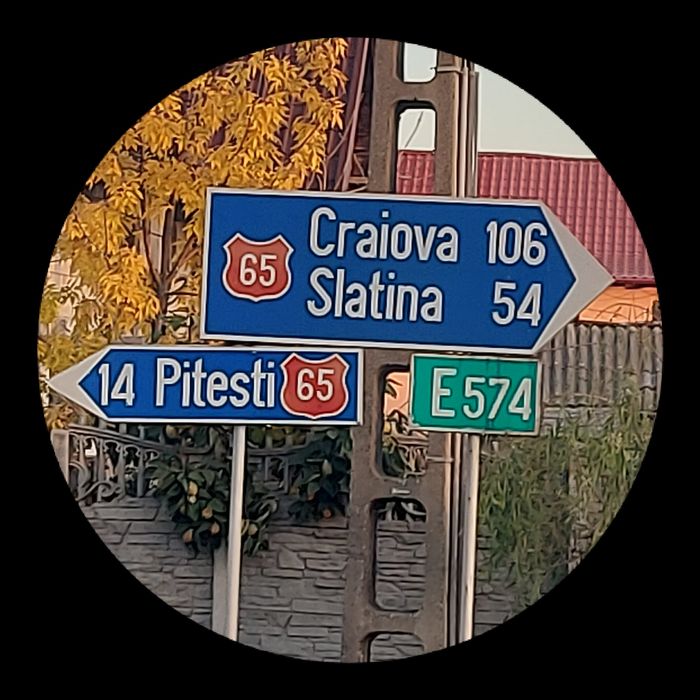 65
Craiova 106
Slatina 54
14 Pitesti 65
E 574